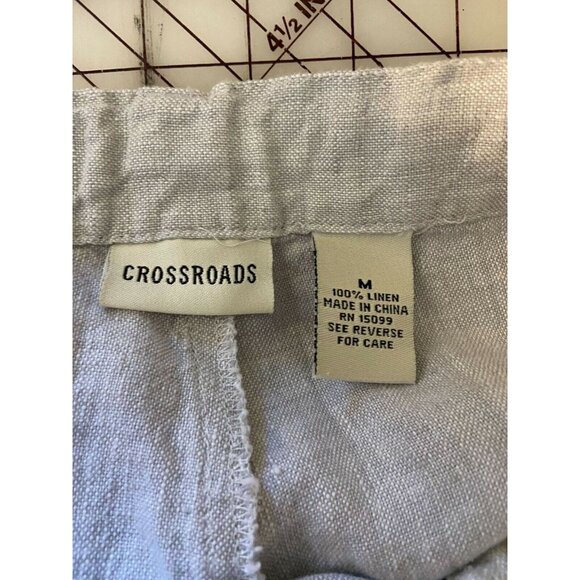 4½ IN
CROSSROADS
M
100% LINEN
MADE IN CHINA
RN 15099
SEE REVERSE
FOR CARE